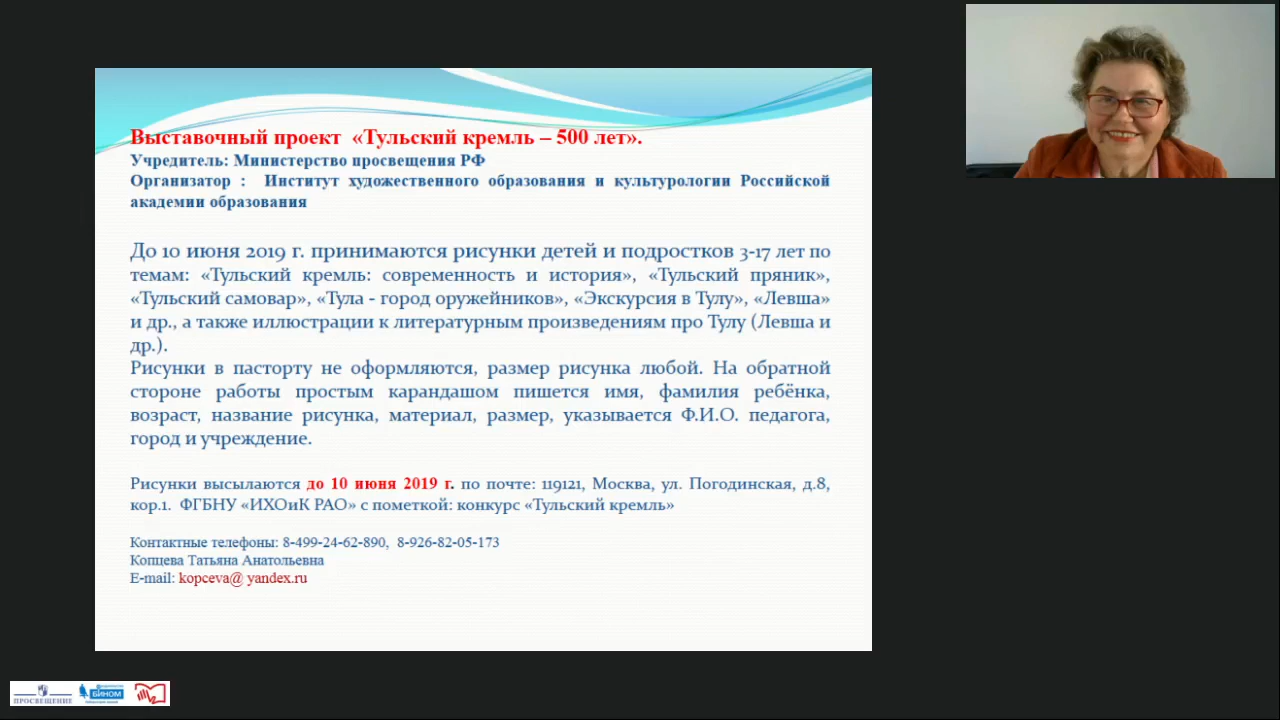 Выставочный проект «Тульский кремль – 500 лет».
Учредитель: Министерство просвещения РФ
Организатор : Институт художественного образования и культурологии Российской
академии образования
До 10 июня 2019 г. принимаются рисунки детей и подростков 3-17 лет по
темам: «Тульский кремль: современность и история», «Тульский пряник»,
«Тульский самовар», «Тула - город оружейников», «Экскурсия в Тулу», «Левша»
и др., а также иллюстрации к литературным произведениям про Тулу (Левша и
др.).
Рисунки в паспорту не оформляются, размер рисунка любой. На обратной
стороне работы простым карандашом пишется имя, фамилия ребёнка,
возраст, название рисунка, материал, размер, указывается Ф.И.О. педагога,
город и учреждение.
Рисунки высылаются до 10 июня 2019 г. по почте: 119121, Москва, ул. Погодинская, д.8,
кор.1. ФГБНУ «ИХОиК РАО» с пометкой: конкурс «Тульский кремль»
Контактные телефоны: 8-499-24-62-890, 8-926-82-05-173
Копцева Татьяна Анатольевна
E-mail: kopceva@ yandex.ru
ПРОСВЕЩЕНИЕ
БИНОМ